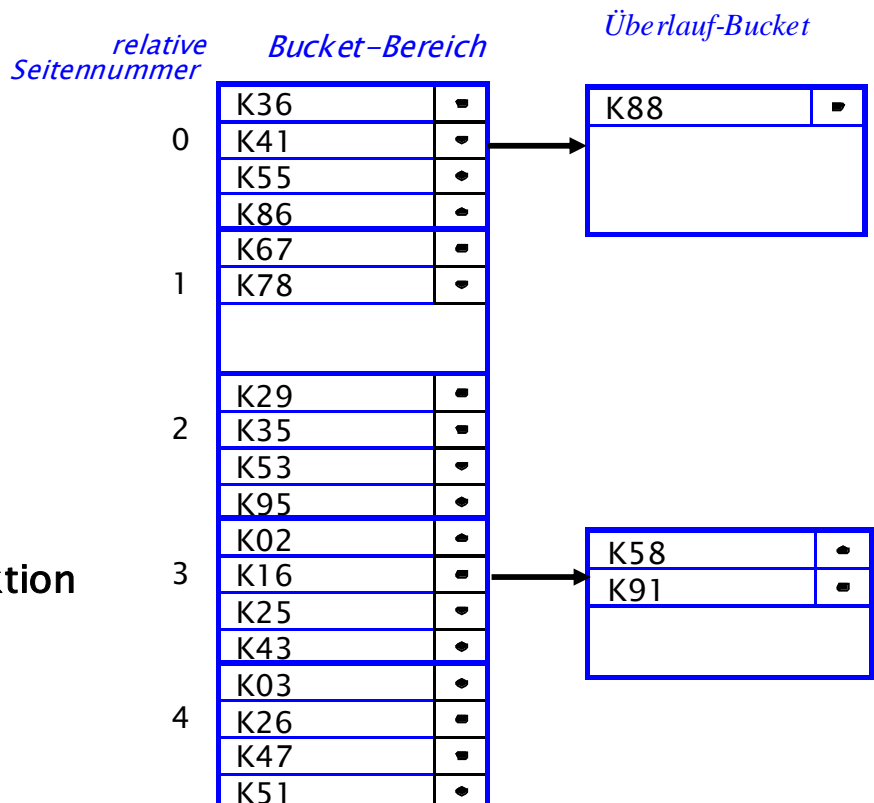 relative
Seitennummer
Bucket-Bereich
Überlauf-Bucket
0
K36
K41
K55
K86
K88
1
K67
K78
2
K29
K35
K53
K95
ktion
3
K02
K16
K25
K43
K58
K91
4
K03
K26
K47
K51